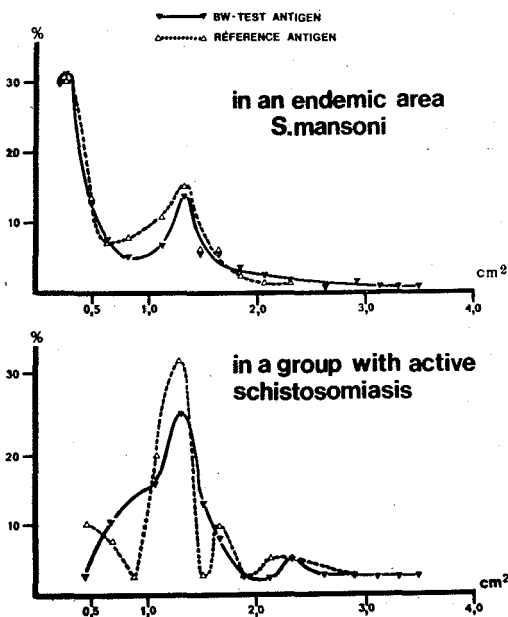 BW-TEST ANTIGEN
RÉFÉRENCE ANTIGEN
%
in an endemic area
S.mansoni
30
20
10
cm²
0,5 1,0 2,0 3,0 4,0
%
in a group with active
schistosomiasis
30
20
10
cm²
0,5 1,0 2,0 3,0 4,0